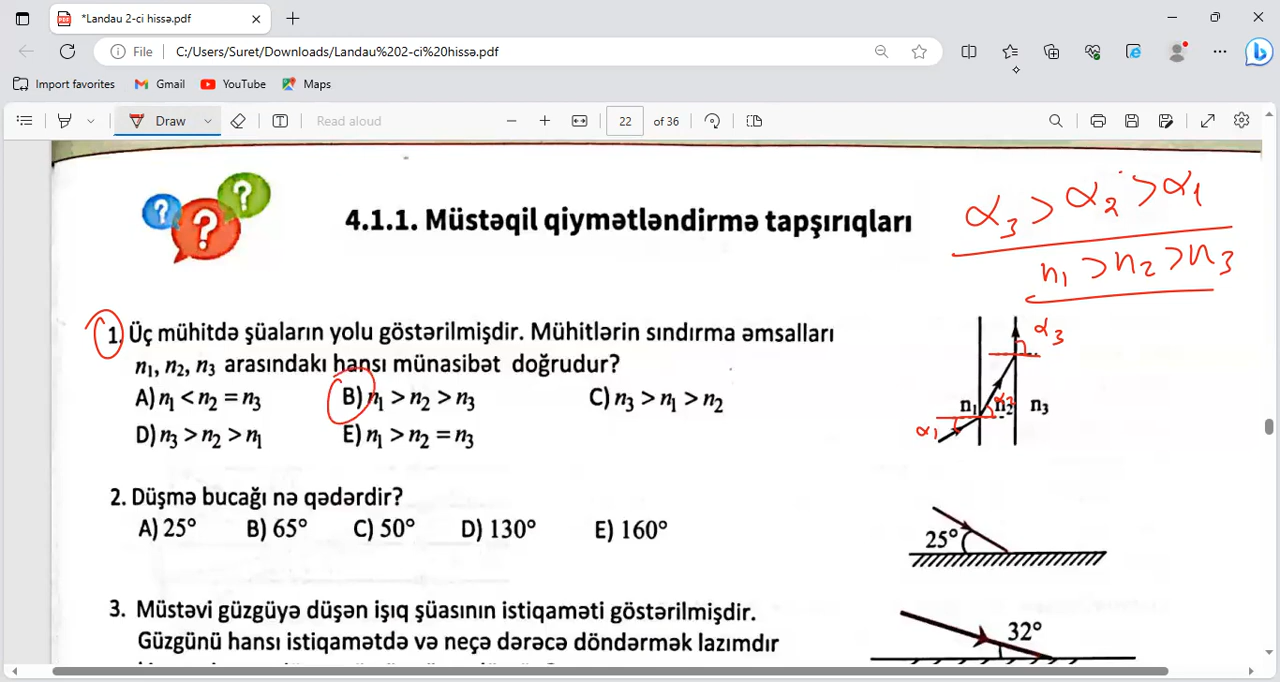 *Landau 2-ci hissə.pdf
File C:/Users/Suret/Downloads/Landau%202-ci%20hissə.pdf
Import favorites Gmail YouTube Maps
Draw Read aloud 22 of 36
4.1.1. Müstəqil qiymətləndirmə tapşırıqları
α₃ > α₂ > α₁
n₁ > n₂ > n₃
1. Üç mühitdə şüaların yolu göstərilmişdir. Mühitlərin sındırma əmsalları
n₁, n₂, n₃ arasındakı hansı münasibət doğrudur?
A) n₁ < n₂ = n₃ B) n₁ > n₂ > n₃ C) n₃ > n₁ > n₂
D) n₃ > n₂ > n₁ E) n₁ > n₂ = n₃
α₃
n₁ n₂ α₂ n₃
α₁
2. Düşmə bucağı nə qədərdir?
A) 25° B) 65° C) 50° D) 130° E) 160°
25°
3. Müstəvi güzgüyə düşən işıq şüasının istiqaməti göstərilmişdir.
Güzgünü hansı istiqamətdə və neçə dərəcə döndərmək lazımdır
32°